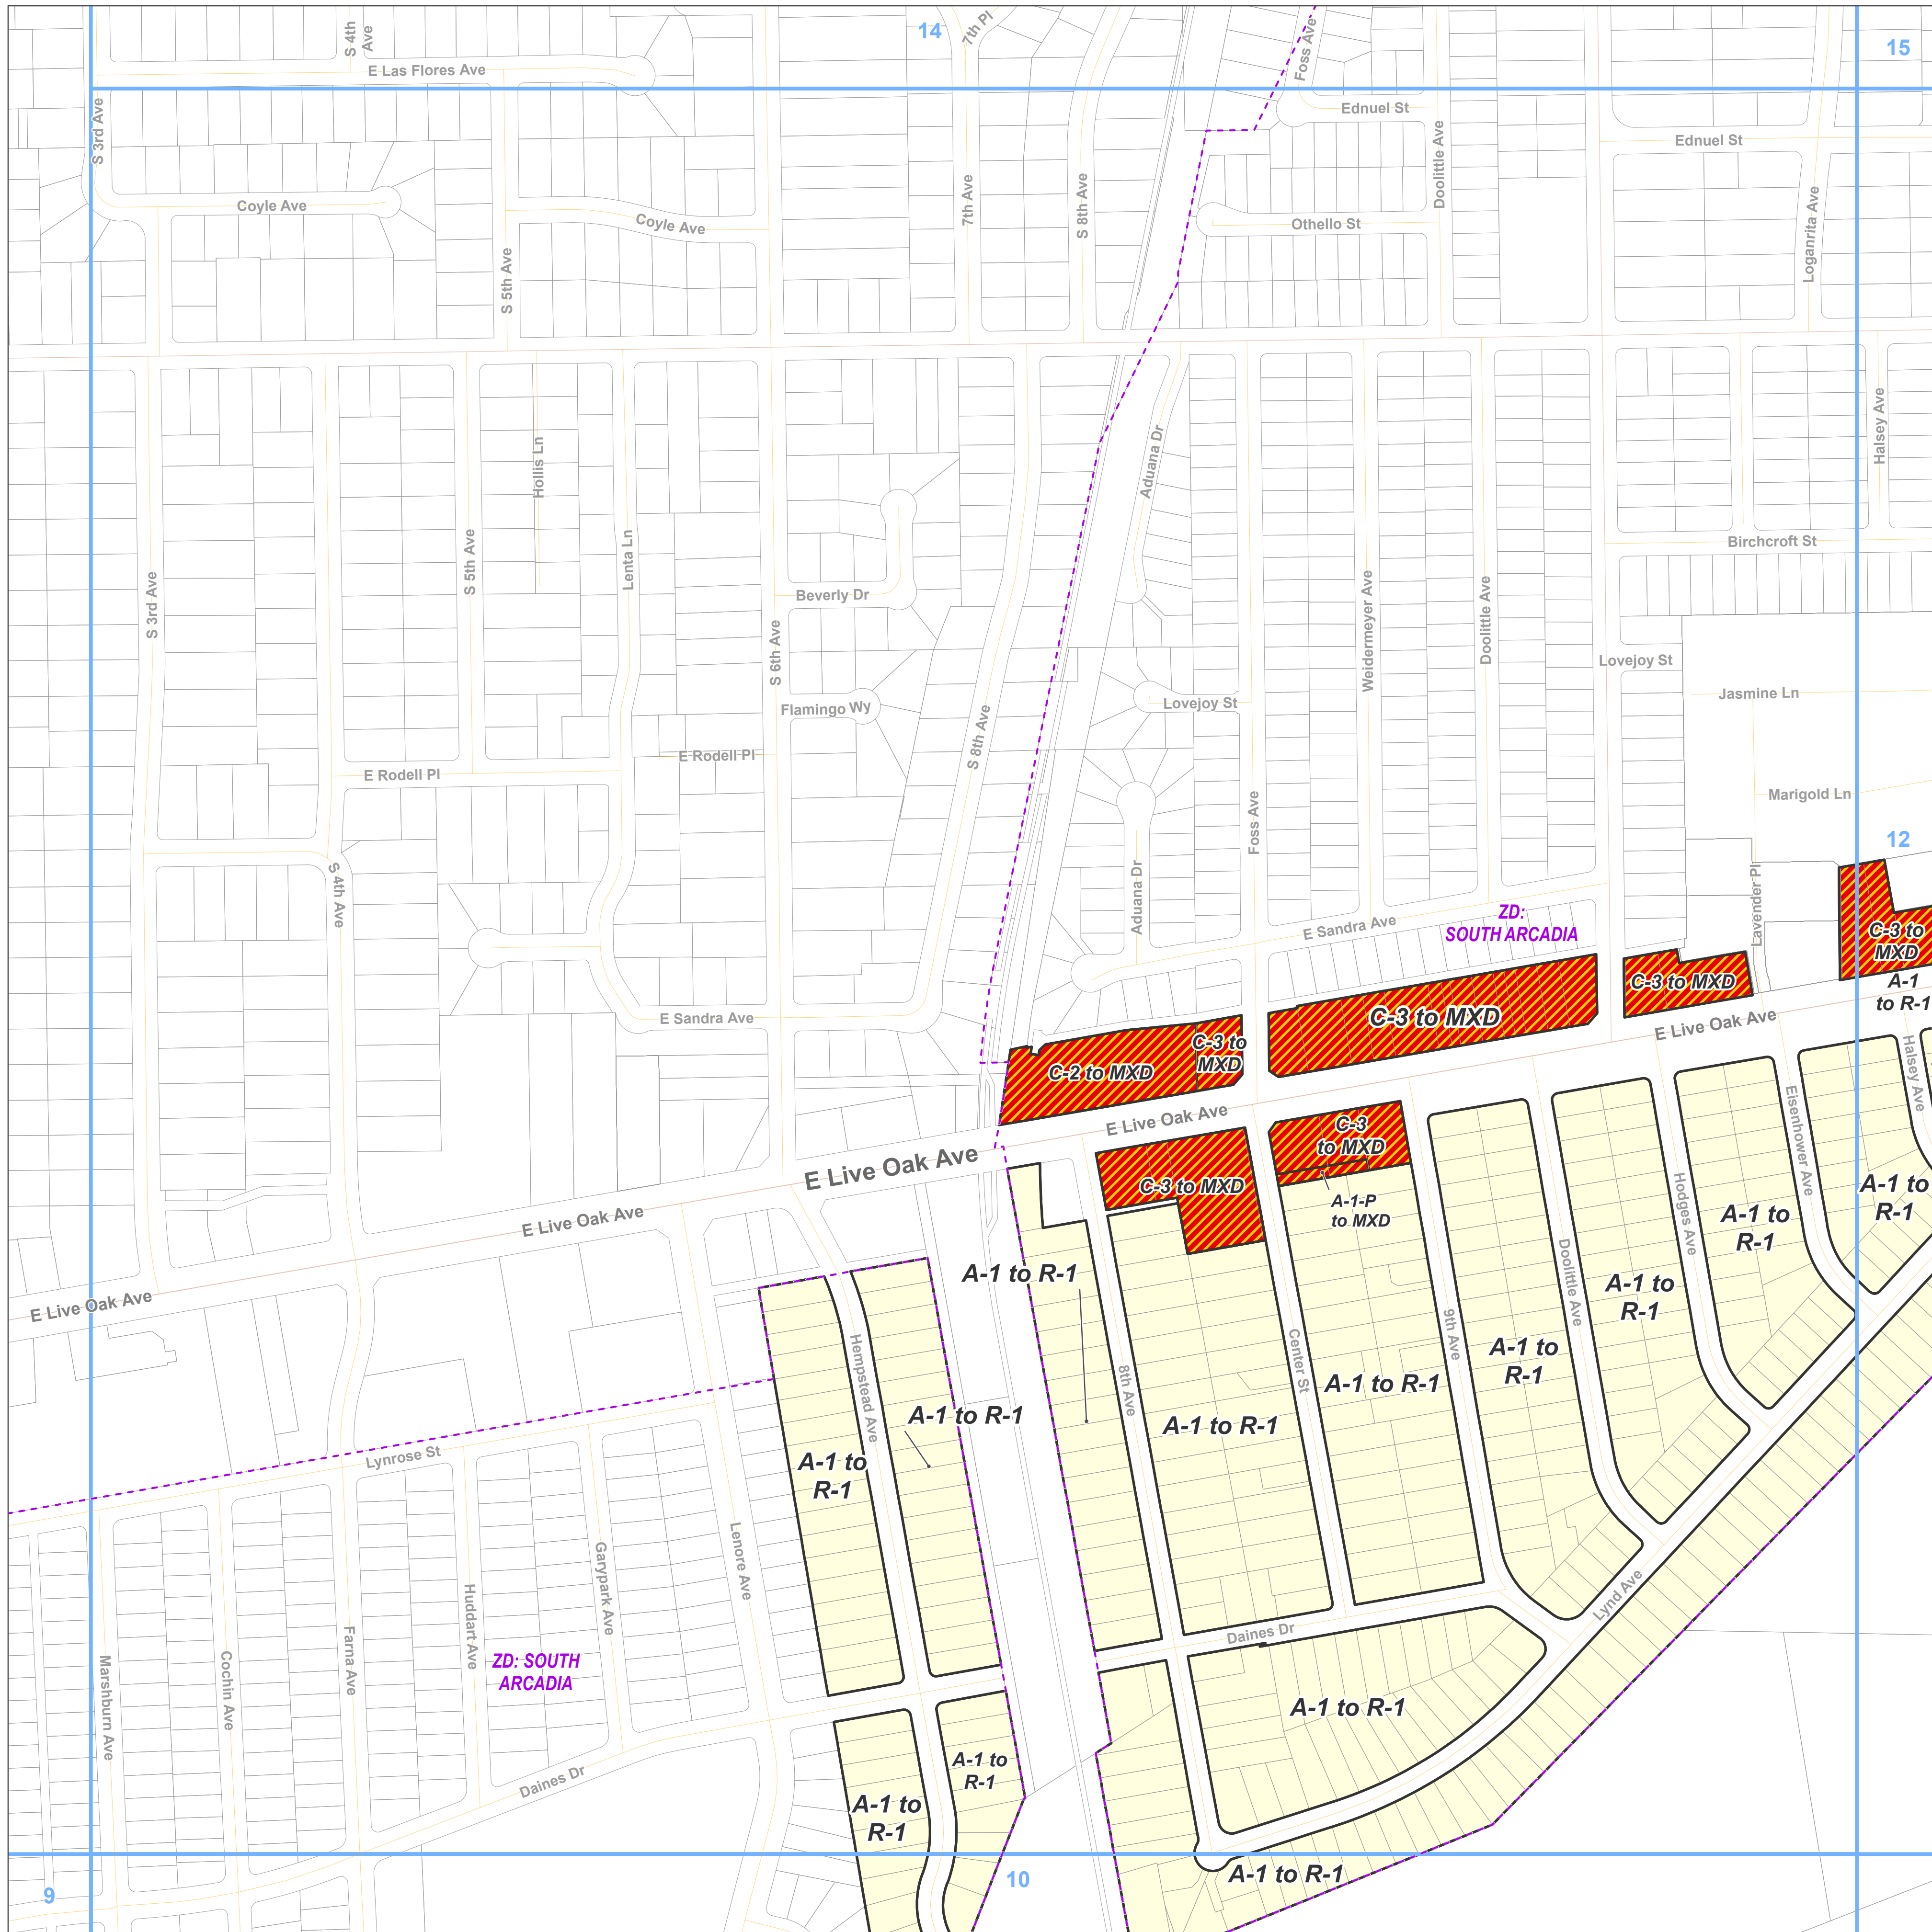 14
15
S 4th
Ave
7th Pl
Foss Ave
E Las Flores Ave
S 3rd Ave
Ednuel St
Doolittle Ave
Ednuel St
Coyle Ave
Coyle Ave
S 5th Ave
7th Ave
S 8th Ave
Othello St
Loganrita Ave
Halsey Ave
Hollis Ln
Aduana Dr
Birchcroft St
S 3rd Ave
S 5th Ave
Lenta Ln
Beverly Dr
S 6th Ave
Weidermeyer Ave
Doolittle Ave
Lovejoy St
Jasmine Ln
Flamingo Wy
S 8th Ave
Lovejoy St
E Rodell Pl
E Rodell Pl
Marigold Ln
Foss Ave
12
S 4th Ave
Aduana Dr
E Sandra Ave
ZD:
SOUTH ARCADIA
Lavender Pl
C-3 to
MXD
A-1
to R-1
C-3 to MXD
E Sandra Ave
C-3 to MXD
E Live Oak Ave
C-3 to
MXD
C-2 to MXD
Halsey Ave
E Live Oak Ave
C-3
to MXD
Eisenhower Ave
E Live Oak Ave
C-3 to MXD
A-1-P
to MXD
A-1 to
R-1
Hodges Ave
A-1 to
R-1
E Live Oak Ave
E Live Oak Ave
A-1 to R-1
Doolittle Ave
A-1 to
R-1
9th Ave
A-1 to
R-1
Hempstead Ave
8th Ave
Center St
A-1 to R-1
A-1 to R-1
A-1 to R-1
Lynrose St
A-1 to
R-1
Lenore Ave
Garypark Ave
Huddart Ave
Farna Ave
Cochin Ave
Marshburn Ave
ZD: SOUTH
ARCADIA
Lynd Ave
Daines Dr
A-1 to R-1
A-1 to
R-1
Daines Dr
A-1 to
R-1
A-1 to R-1
9
10